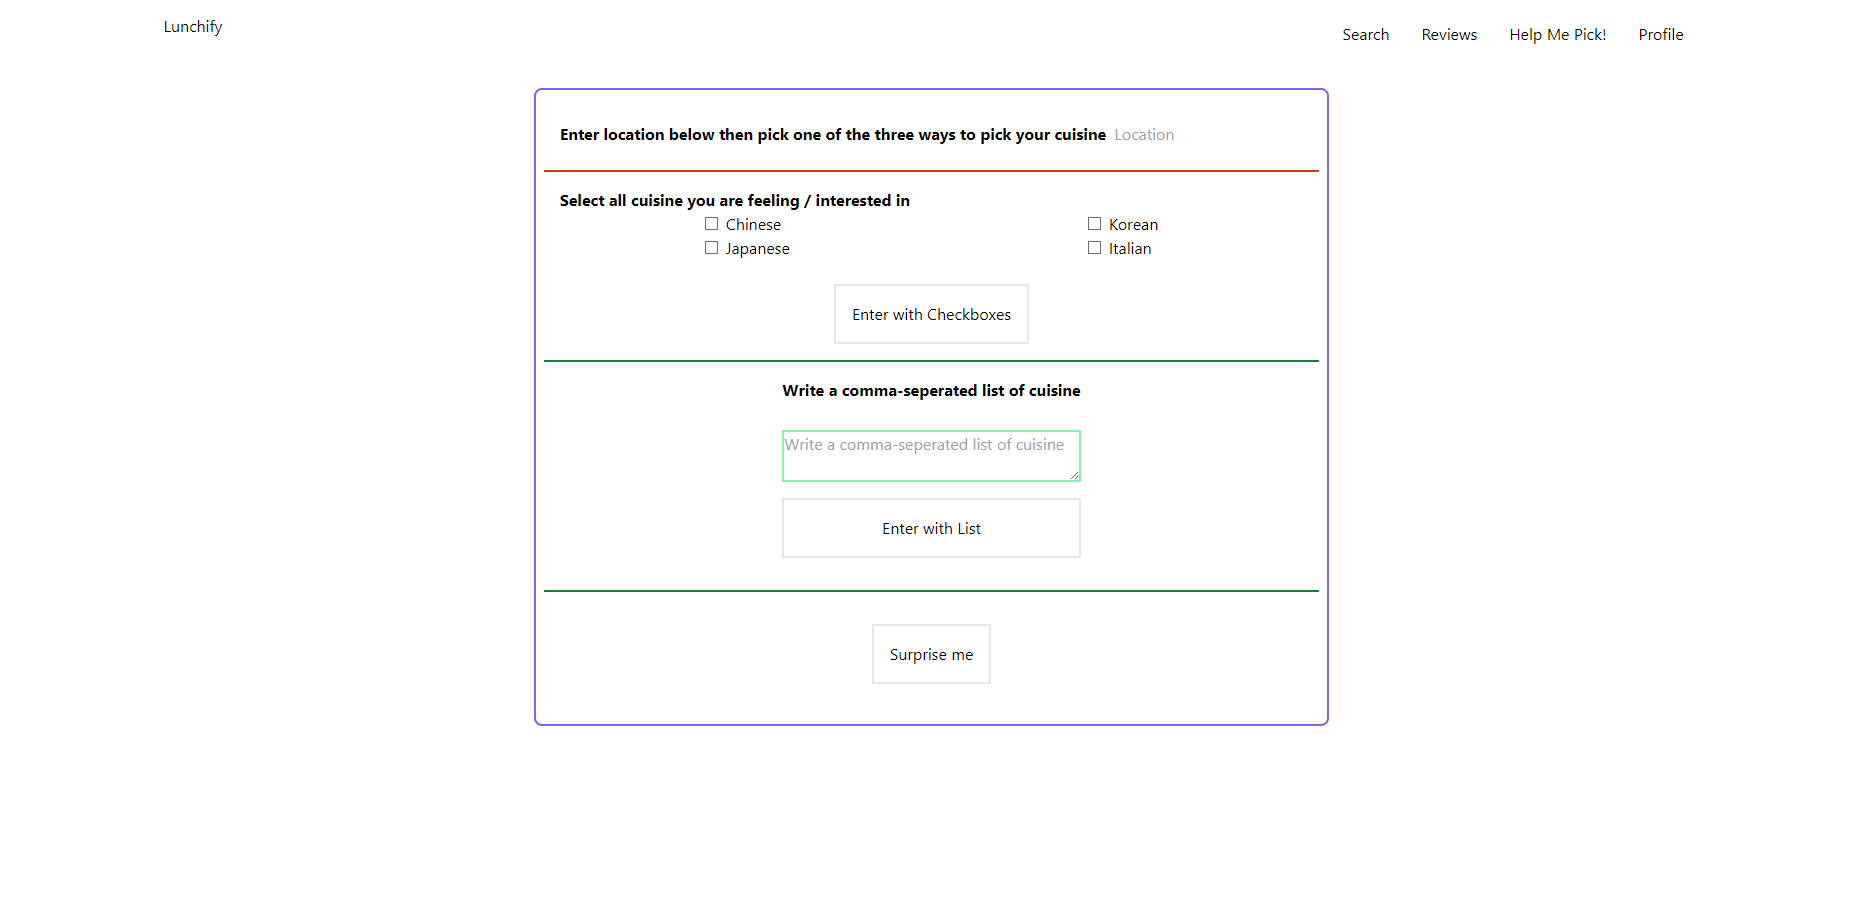 Lunchify
Search Reviews Help Me Pick! Profile
Enter location below then pick one of the three ways to pick your cuisine Location
Select all cuisine you are feeling / interested in
Chinese Korean
Japanese Italian
Enter with Checkboxes
Write a comma-seperated list of cuisine
Write a comma-seperated list of cuisine
Enter with List
Surprise me